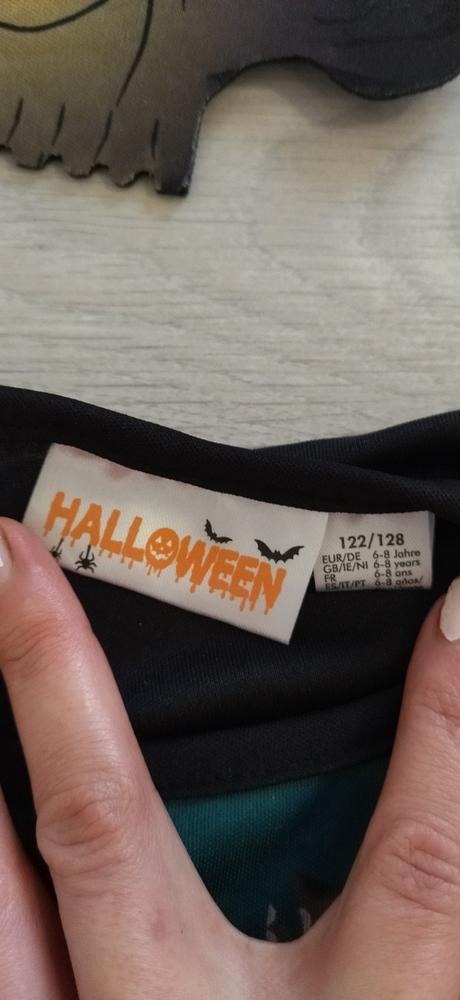 HALLOWEEN
122/128
EUR/DE 6-8 Jahre
GB/IE/NI 6-8 years
FR 6-8 ans
ES/IT/PT 6-8 años/